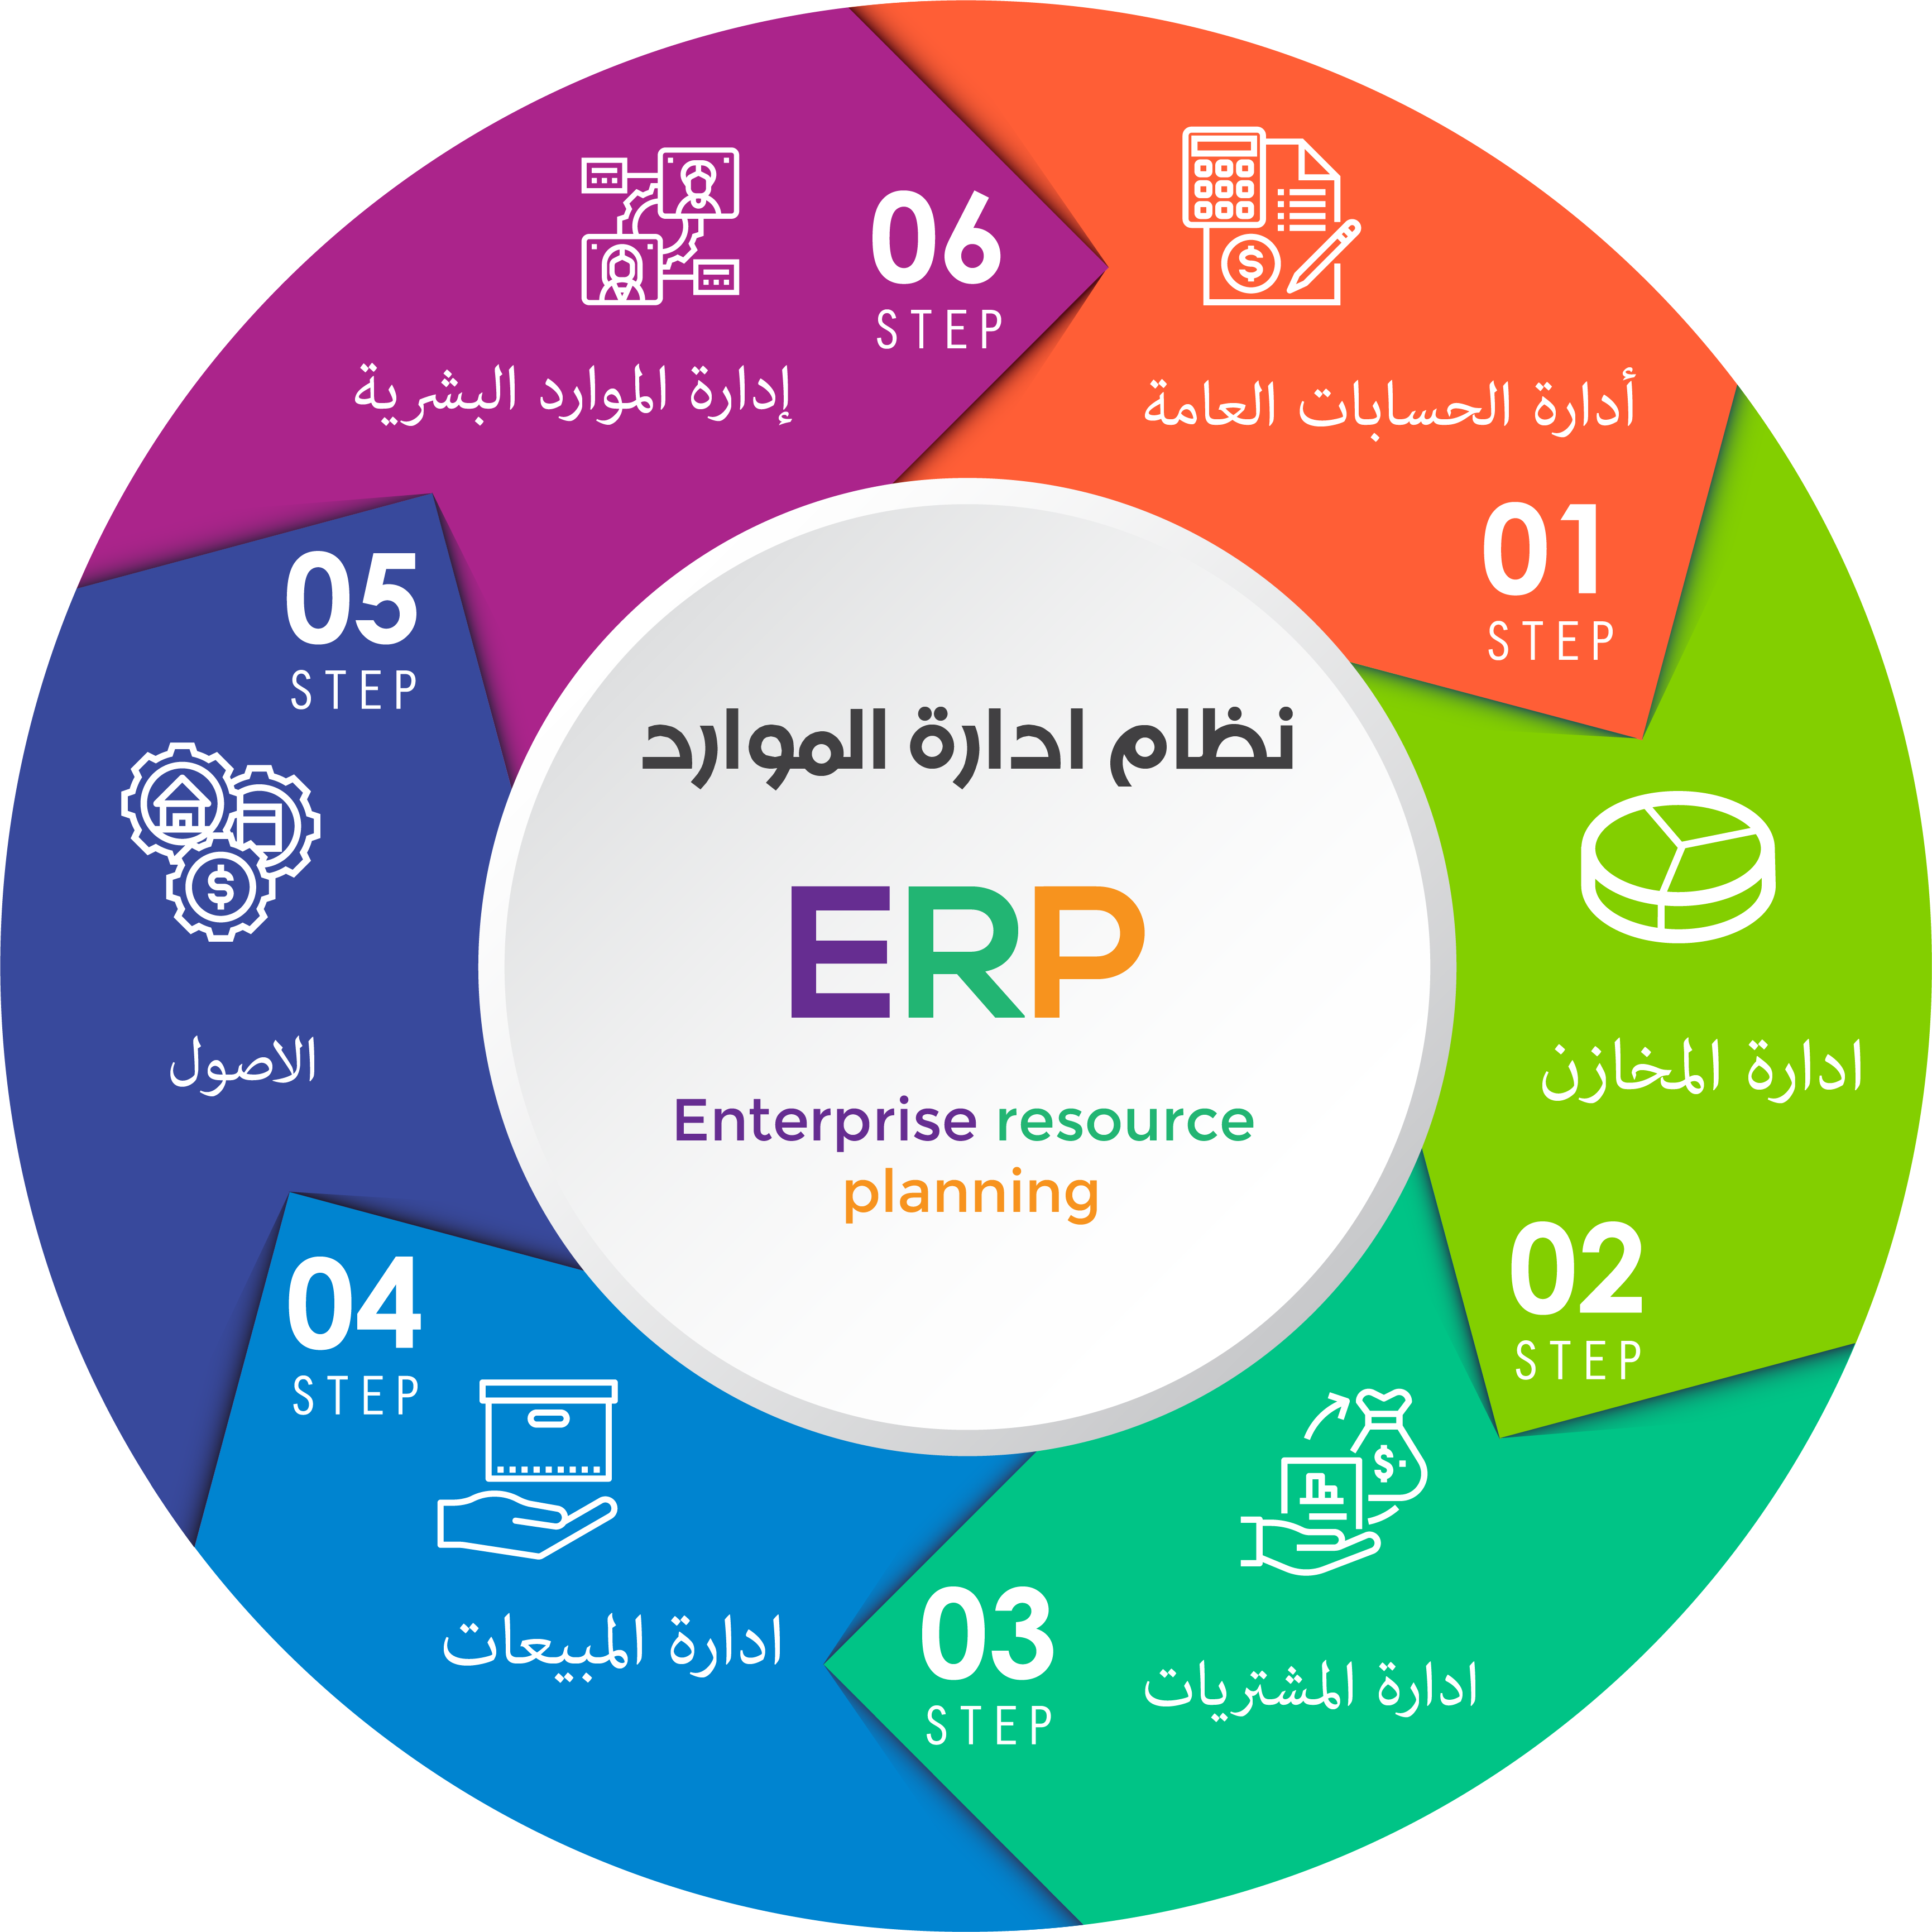 نظام ادارة الموارد
ERP
Enterprise resource
planning
أدارة الحسابات العامة
01
STEP
ادارة المخازن
02
STEP
ادارة المشتريات
03
STEP
ادارة المبيعات
04
STEP
الاصول
05
STEP
إدارة المواد البشرية
06
STEP